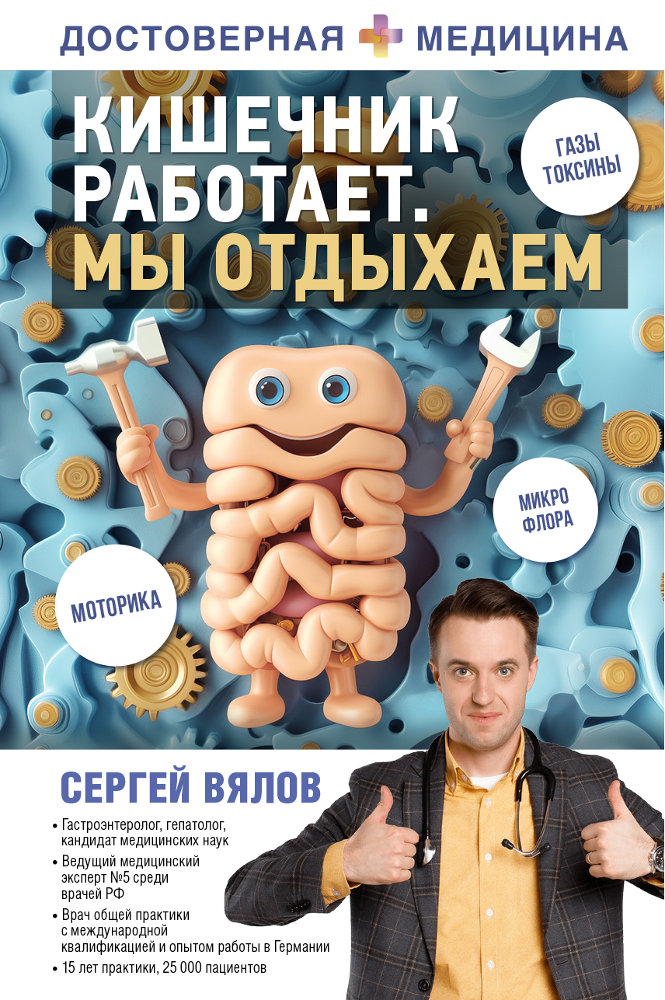 ДОСТОВЕРНАЯ МЕДИЦИНА
КИШЕЧНИК
РАБОТАЕТ.
МЫ ОТДЫХАЕМ
ГАЗЫ
ТОКСИНЫ
МИКРО
ФЛОРА
МОТОРИКА
СЕРГЕЙ ВЯЛОВ
• Гастроэнтеролог, гепатолог,
кандидат медицинских наук
• Ведущий медицинский
эксперт №5 среди
врачей РФ
• Врач общей практики
с международной
квалификацией и опытом работы в Германии
• 15 лет практики, 25 000 пациентов